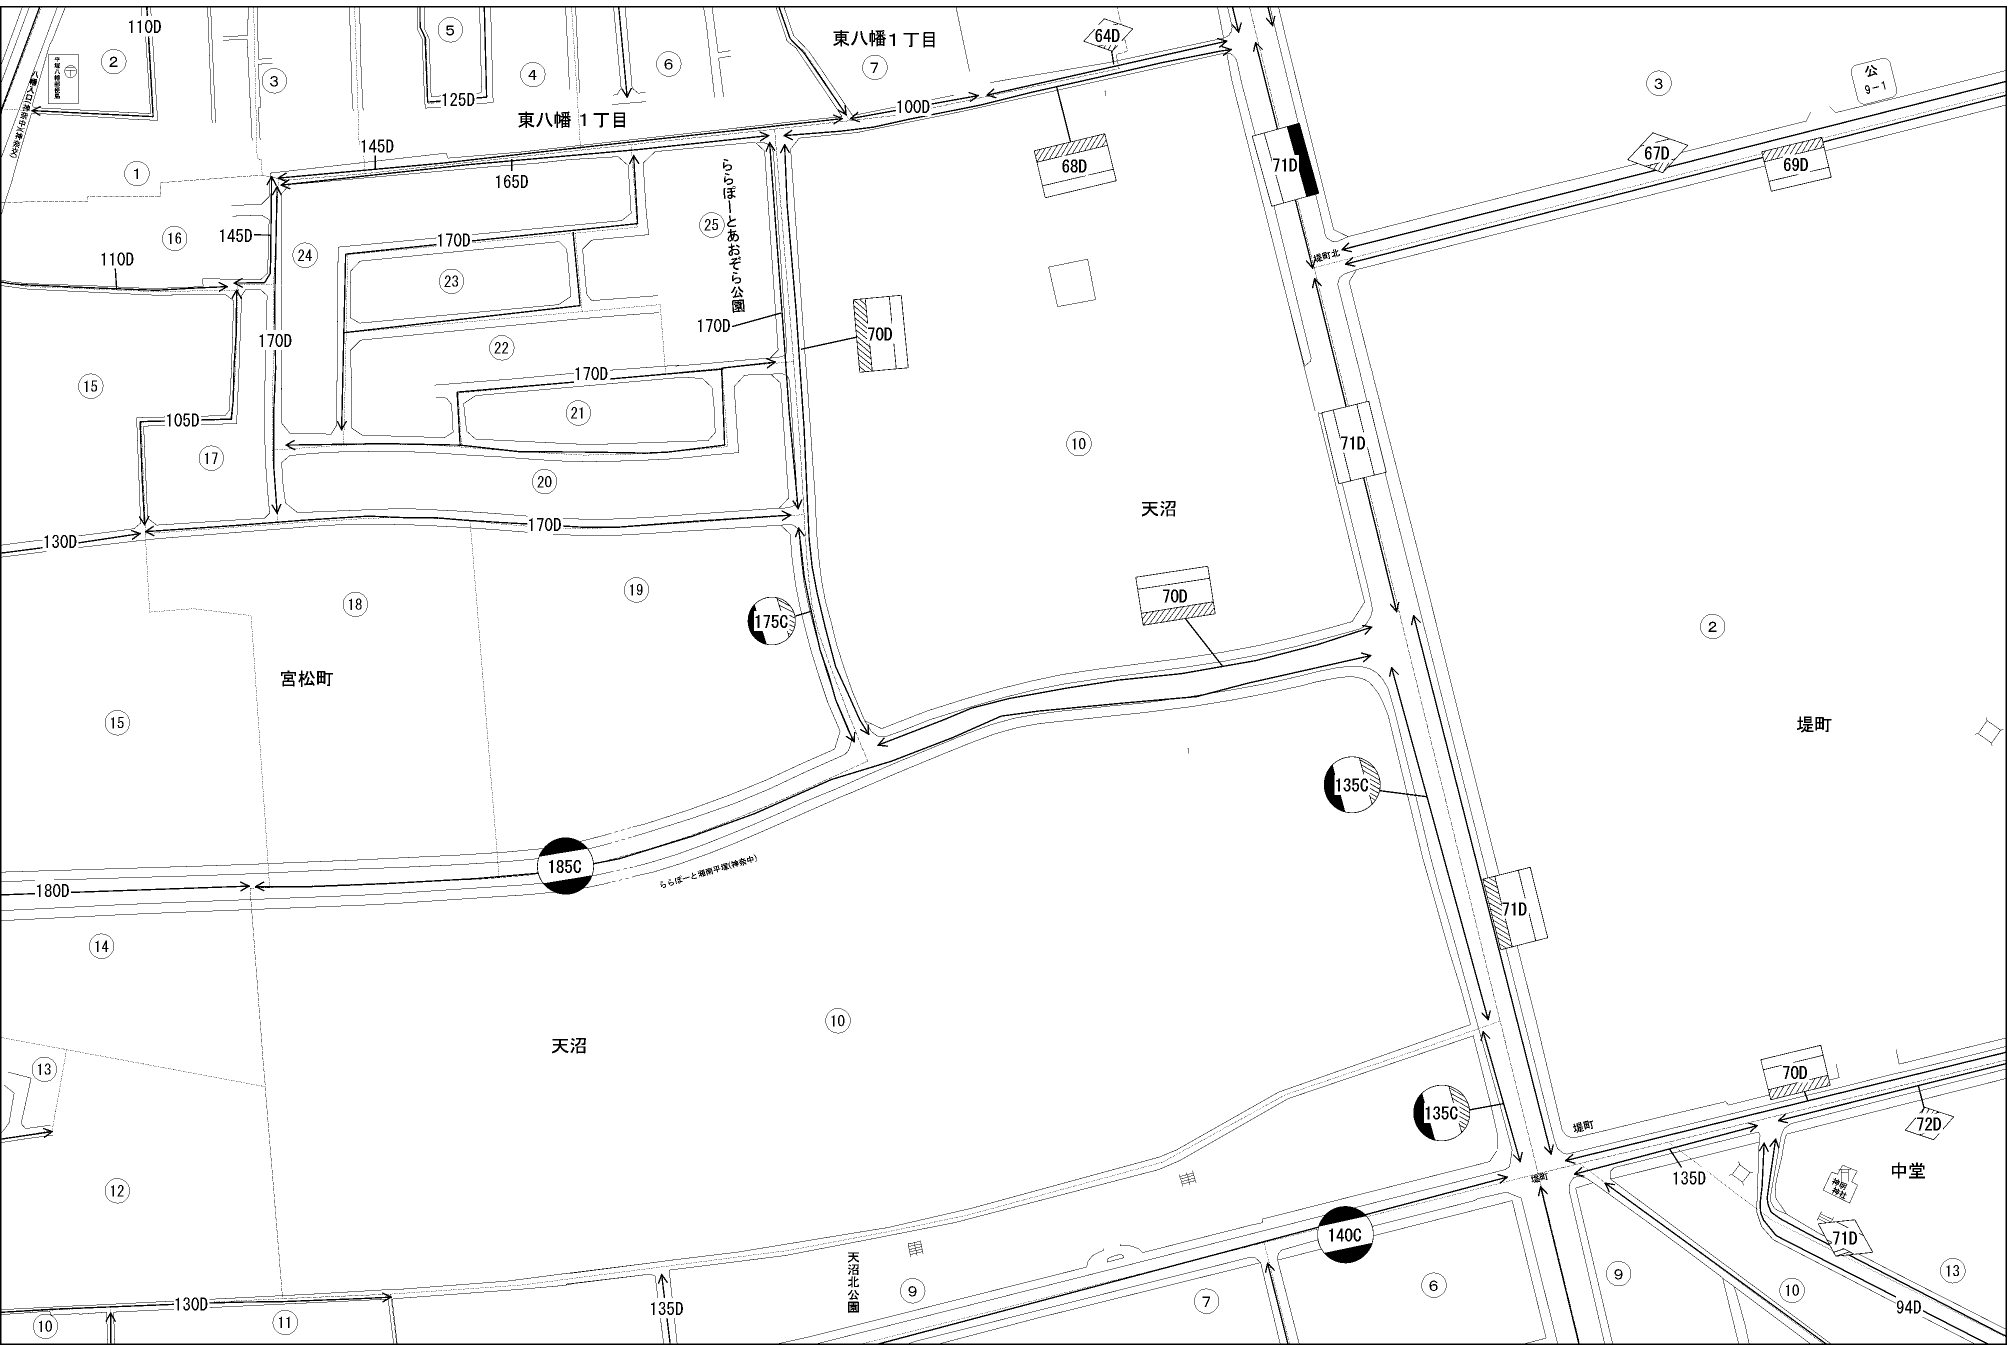 110D
②
⑤
③
④
⑥
125D
東八幡1丁目
⑦
64D
東八幡1丁目
100D
③
公
9-1
145D
①
165D
ららぽーとあおぞら公園
68D
71D
67D
69D
⑯
145D
㉔
170D
㉕
110D
㉓
堤町北
170D
㉒
170D
70D
170D
⑮
㉑
105D
⑰
⑩
71D
⑳
天沼
130D
170D
⑱
⑲
175C
70D
②
宮松町
⑮
堤町
135C
185C
180D
ららぽーと湘南平塚(神奈中)
71D
⑭
⑩
天沼
⑬
70D
135C
堤町
72D
⑫
堤町
135D
中堂
神明
神社
140C
71D
天沼北公園
⑨
⑥
⑨
⑬
⑦
⑩
130D
135D
94D
⑩
⑪